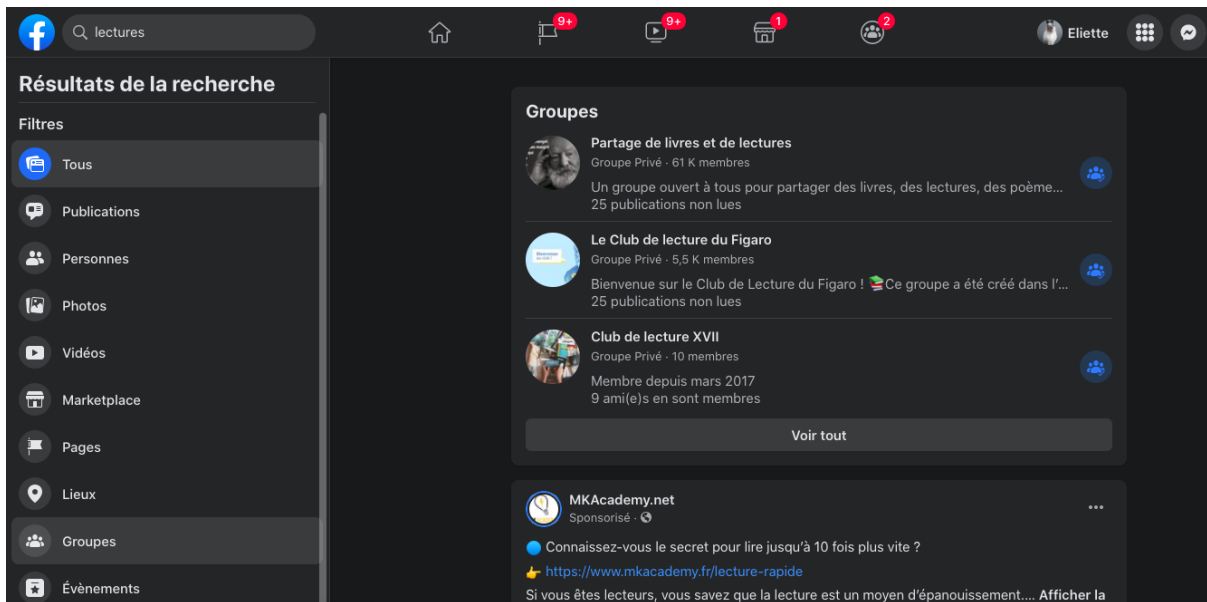 lectures
9+
9+
1
2
Eliette
Résultats de la recherche
Filtres
Tous
Publications
Personnes
Photos
Vidéos
Marketplace
Pages
Lieux
Groupes
Évènements
Groupes
Partage de livres et de lectures
Groupe Privé · 61 K membres
Un groupe ouvert à tous pour partager des livres, des lectures, des poème...
25 publications non lues
Le Club de lecture du Figaro
Groupe Privé · 5,5 K membres
Bienvenue sur le Club de Lecture du Figaro ! 📚Ce groupe a été créé dans l'...
25 publications non lues
Club de lecture XVII
Groupe Privé · 10 membres
Membre depuis mars 2017
9 ami(e)s en sont membres
Voir tout
MKAcademy.net
Sponsorisé ·
🔵 Connaissez-vous le secret pour lire jusqu'à 10 fois plus vite ?
👉 https://www.mkacademy.fr/lecture-rapide
Si vous êtes lecteurs, vous savez que la lecture est un moyen d'épanouissement.... Afficher la